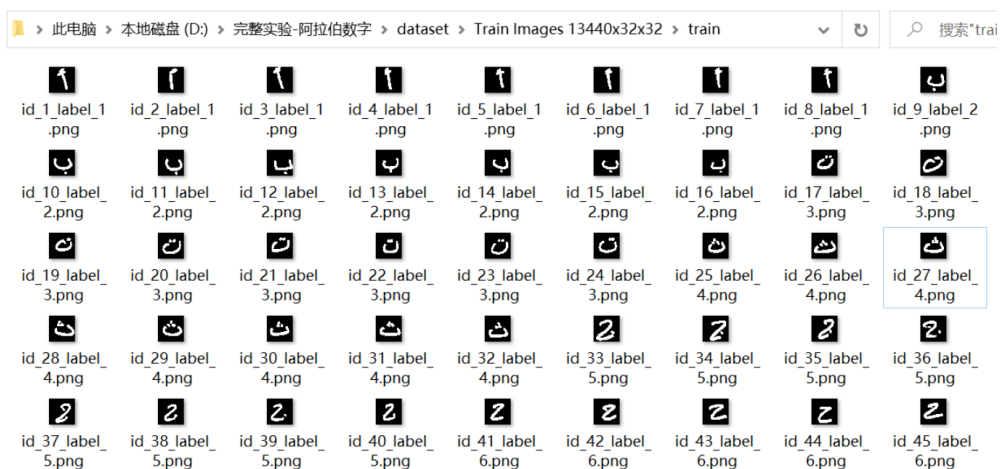 此电脑 > 本地磁盘 (D:) > 完整实验-阿拉伯数字 > dataset > Train Images 13440x32x32 > train 搜索"trai
أ أ أ أ أ أ أ أ ب
id_1_label_1.png id_2_label_1.png id_3_label_1.png id_4_label_1.png id_5_label_1.png id_6_label_1.png id_7_label_1.png id_8_label_1.png id_9_label_2.png
ب ب ب ب ب ب ب ت ت
id_10_label_2.png id_11_label_2.png id_12_label_2.png id_13_label_2.png id_14_label_2.png id_15_label_2.png id_16_label_2.png id_17_label_3.png id_18_label_3.png
ت ت ت ت ت ت ث ث ث
id_19_label_3.png id_20_label_3.png id_21_label_3.png id_22_label_3.png id_23_label_3.png id_24_label_3.png id_25_label_4.png id_26_label_4.png id_27_label_4.png
ث ث ث ث ث ج ج ج ج
id_28_label_4.png id_29_label_4.png id_30_label_4.png id_31_label_4.png id_32_label_4.png id_33_label_5.png id_34_label_5.png id_35_label_5.png id_36_label_5.png
ج ج ج ج ح ح ح ح ح
id_37_label_5.png id_38_label_5.png id_39_label_5.png id_40_label_5.png id_41_label_6.png id_42_label_6.png id_43_label_6.png id_44_label_6.png id_45_label_6.png